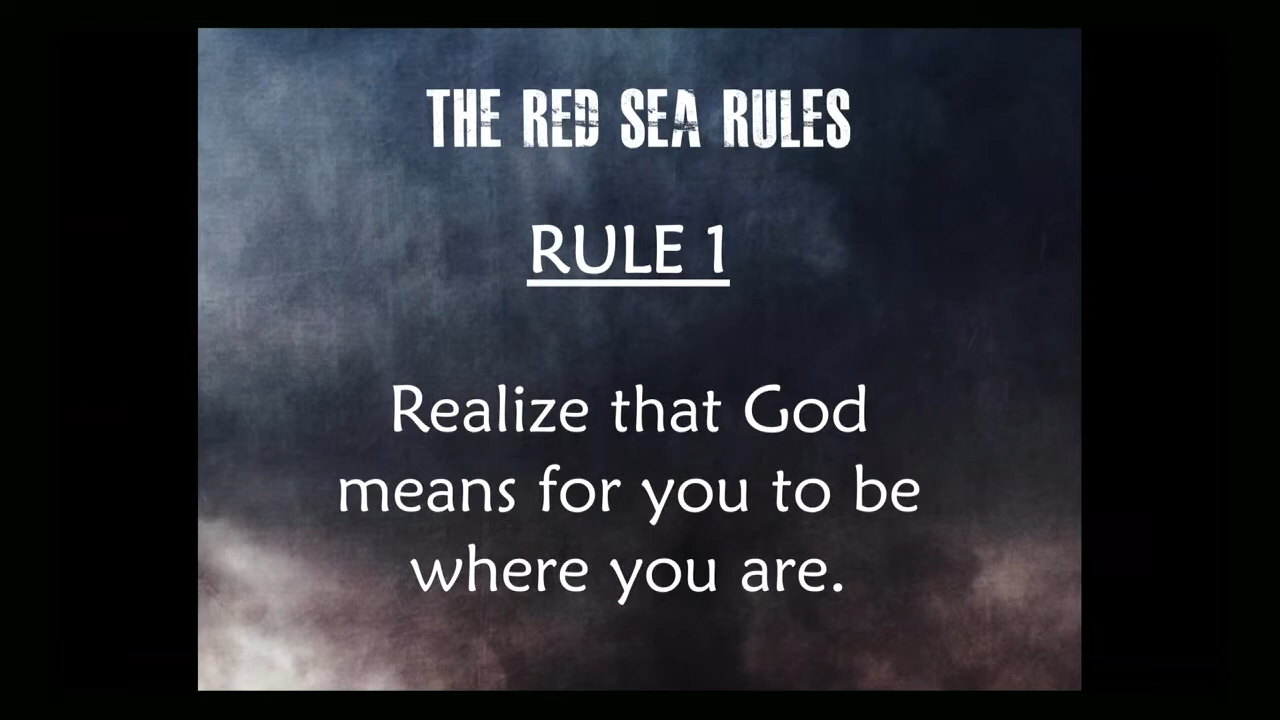 THE RED SEA RULES
RULE 1
Realize that God
means for you to be
where you are.